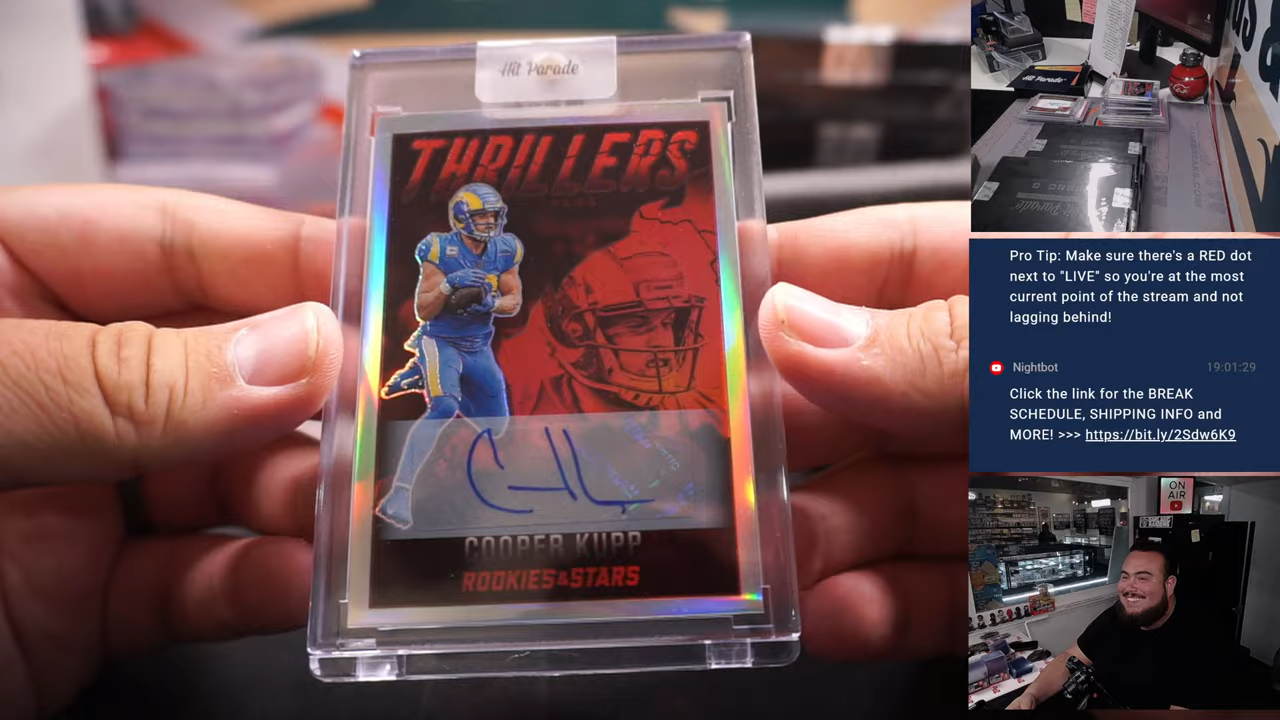 Hit Parade
THRILLERS
COOPER KUPP
ROOKIES & STARS
Hit Parade
Pro Tip: Make sure there's a RED dot
next to "LIVE" so you're at the most
current point of the stream and not
lagging behind!
Nightbot 19:01:29
Click the link for the BREAK
SCHEDULE, SHIPPING INFO and
MORE! >>> https://bit.ly/2Sdw6K9
ON
AIR